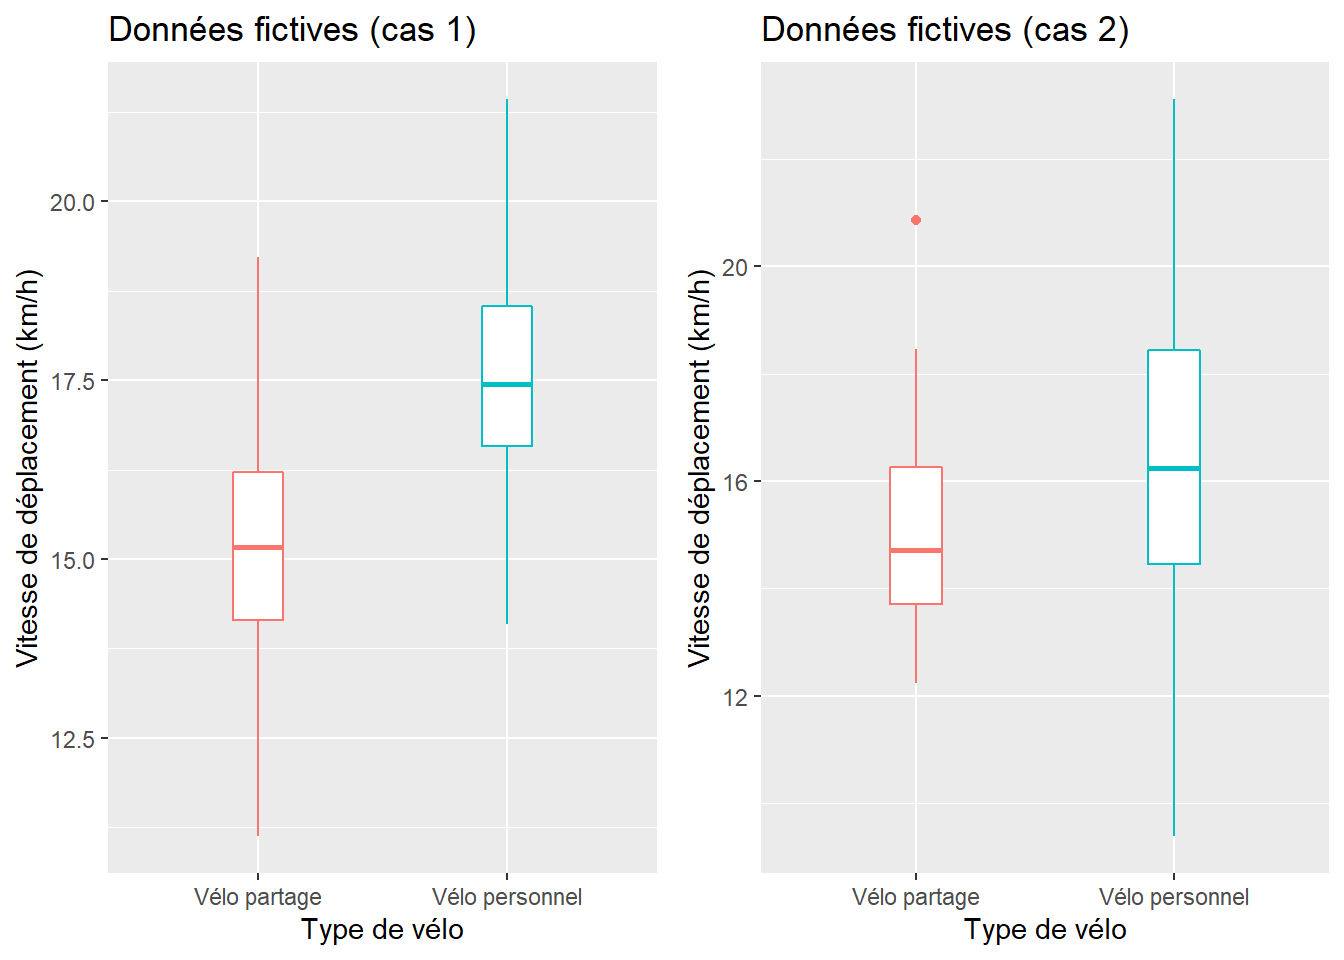 Données fictives (cas 1)
Vitesse de déplacement (km/h)
20.0
17.5
15.0
12.5
Vélo partage
Vélo personnel
Type de vélo
Données fictives (cas 2)
Vitesse de déplacement (km/h)
20
16
12
Vélo partage
Vélo personnel
Type de vélo